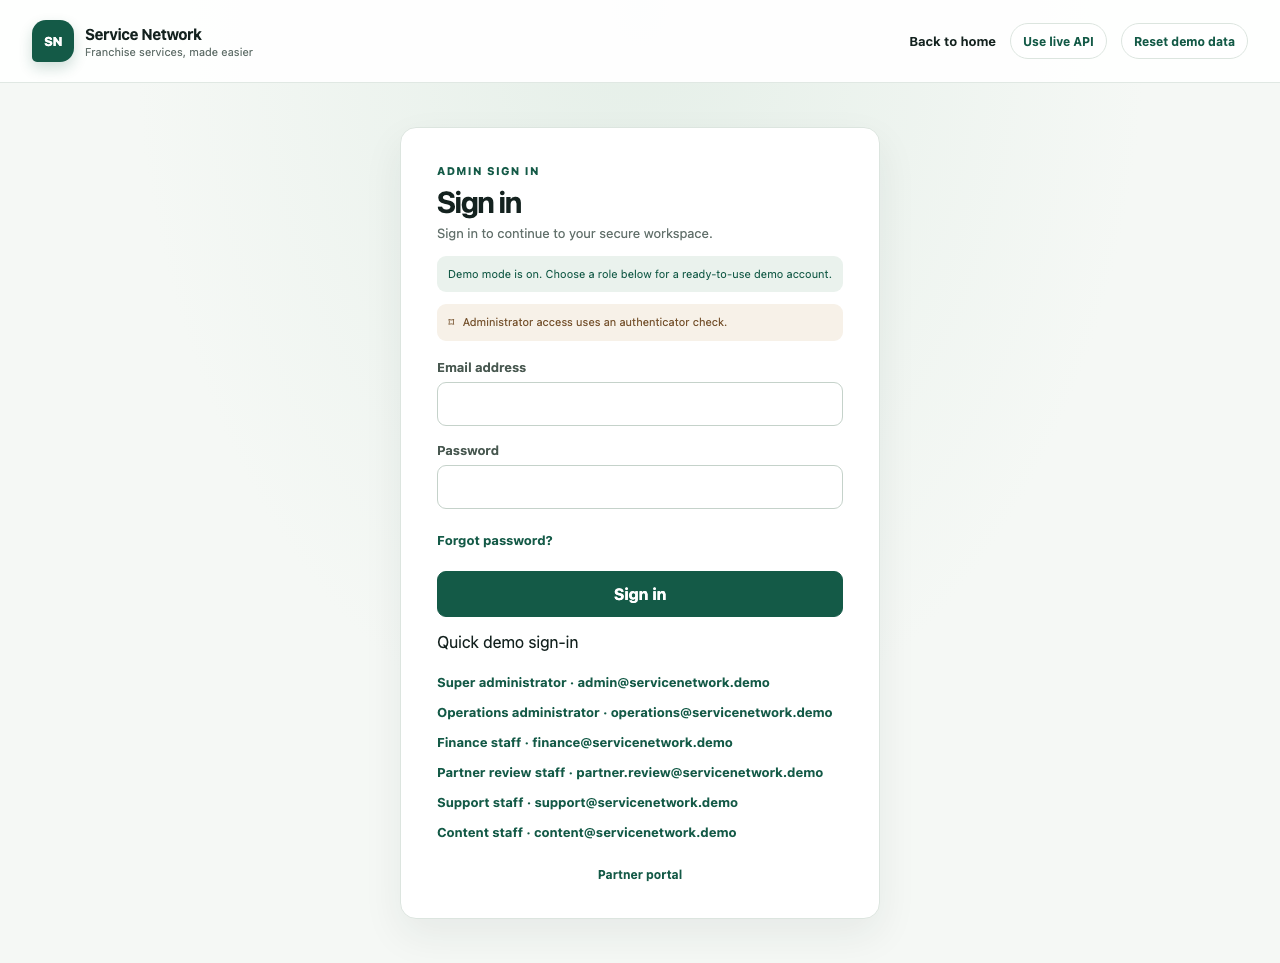 SN
Service Network
Franchise services, made easier
Back to home
Use live API
Reset demo data
ADMIN SIGN IN
Sign in
Sign in to continue to your secure workspace.
Demo mode is on. Choose a role below for a ready-to-use demo account.
⌑ Administrator access uses an authenticator check.
Email address
Password
Forgot password?
Sign in
Quick demo sign-in
Super administrator · admin@servicenetwork.demo
Operations administrator · operations@servicenetwork.demo
Finance staff · finance@servicenetwork.demo
Partner review staff · partner.review@servicenetwork.demo
Support staff · support@servicenetwork.demo
Content staff · content@servicenetwork.demo
Partner portal